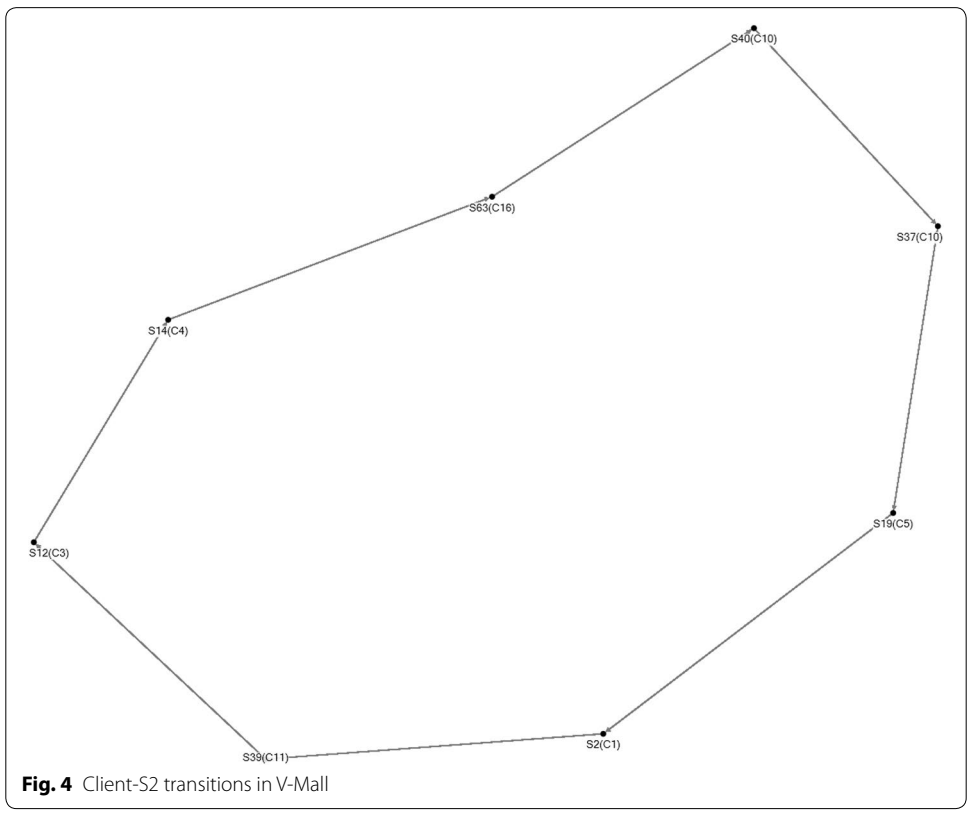 S40(C10)
S63(C16)
S37(C10)
S14(C4)
S19(C5)
S12(C3)
S2(C1)
S39(C11)
Fig. 4 Client-S2 transitions in V-Mall